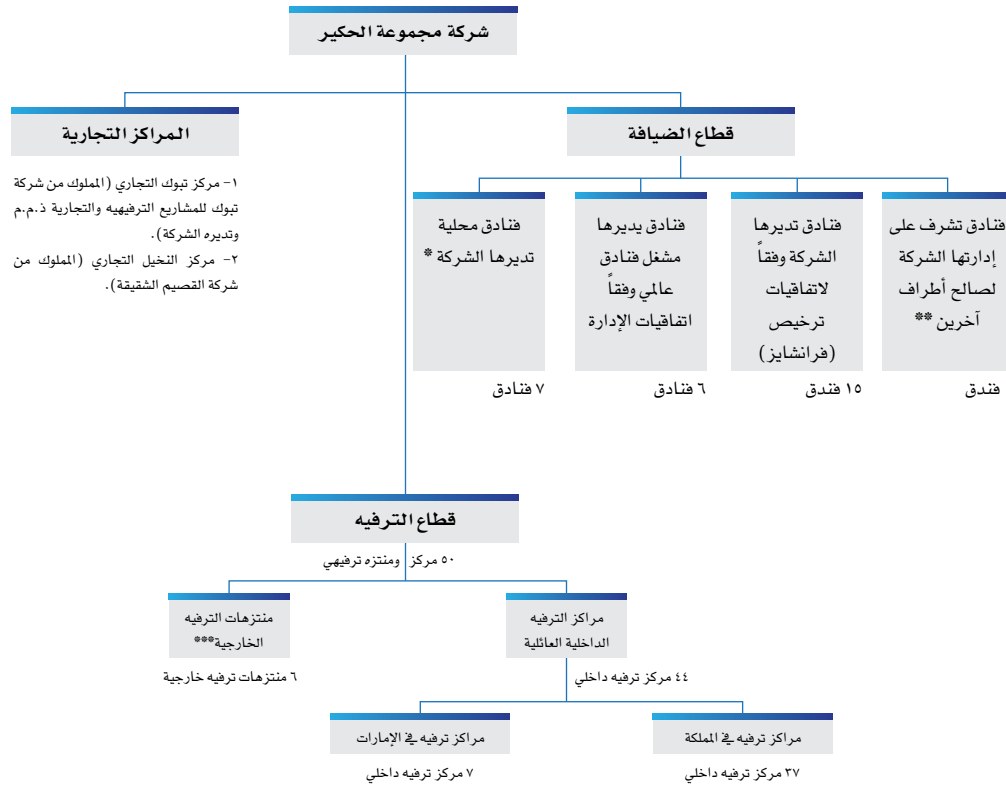 شركة مجموعة الحكير
قطاع الضيافة
المراكز التجارية
١- مركز تبوك التجاري (المملوك من شركة
تبوك للمشاريع الترفيهيه والتجارية ذ.م.م
وتديره الشركة).
٢- مركز النخيل التجاري (المملوك من
شركة القصيم الشقيقة).
فنادق تشرف على
إدارتها الشركة
لصالح أطراف
آخرين **
فندق
فنادق تديرها
الشركة وفقاً
لاتفاقيات
ترخيص
(فرانشايز)
١٥ فندق
فنادق يديرها
مشغل فنادق
عالمي وفقاً
اتفاقيات الإدارة
٦ فنادق
فنادق محلية
تديرها الشركة *
٧ فنادق
قطاع الترفيه
٥٠ مركز ومنتزه ترفيهي
مراكز الترفيه
الداخلية العائلية
٤٤ مركز ترفيه داخلي
منتزهات الترفيه
الخارجية***
٦ منتزهات ترفيه خارجية
مراكز ترفيه في المملكة
٣٧ مركز ترفيه داخلي
مراكز ترفيه في الإمارات
٧ مركز ترفيه داخلي